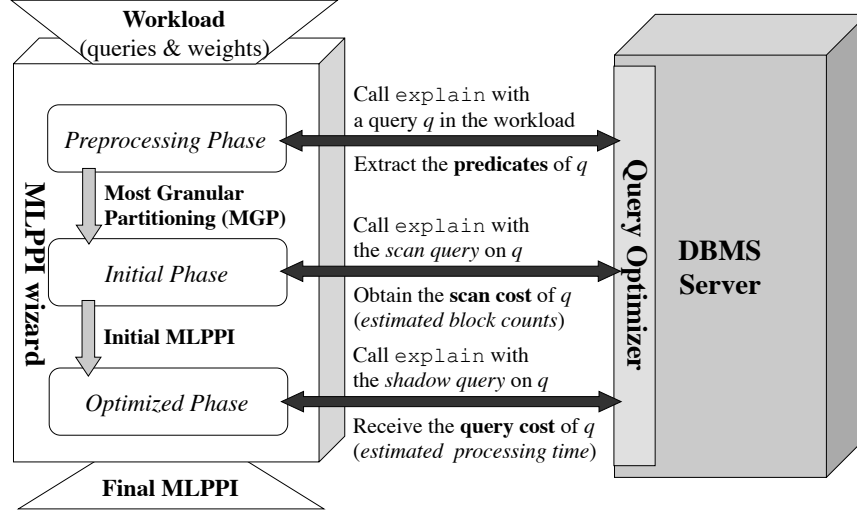 Workload
(queries & weights)
MLPPI wizard
Preprocessing Phase
Most Granular
Partitioning (MGP)
Initial Phase
Initial MLPPI
Optimized Phase
Final MLPPI
Call explain with
a query q in the workload
Extract the predicates of q
Call explain with
the scan query on q
Obtain the scan cost of q
(estimated block counts)
Call explain with
the shadow query on q
Receive the query cost of q
(estimated processing time)
Query Optimizer
DBMS
Server